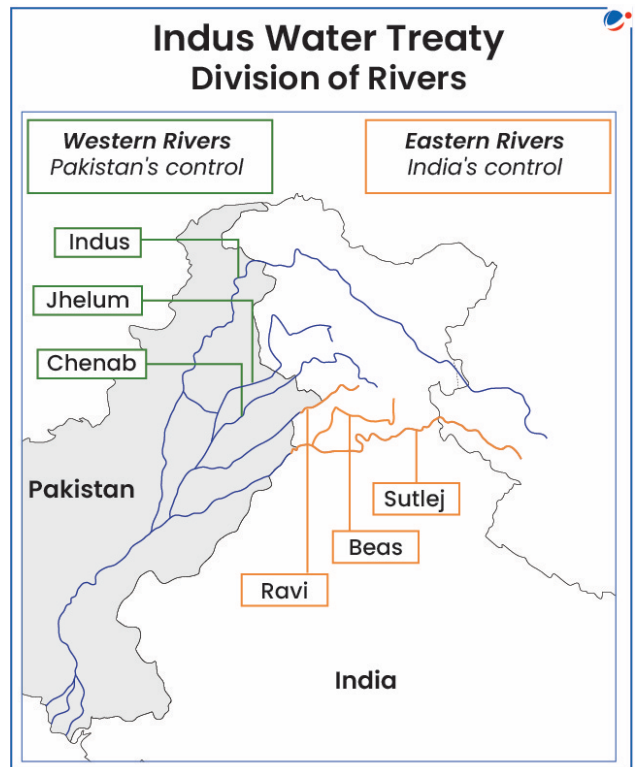 Indus Water Treaty
Division of Rivers
Western Rivers
Pakistan's control
Eastern Rivers
India's control
Indus
Jhelum
Chenab
Pakistan
Sutlej
Beas
Ravi
India